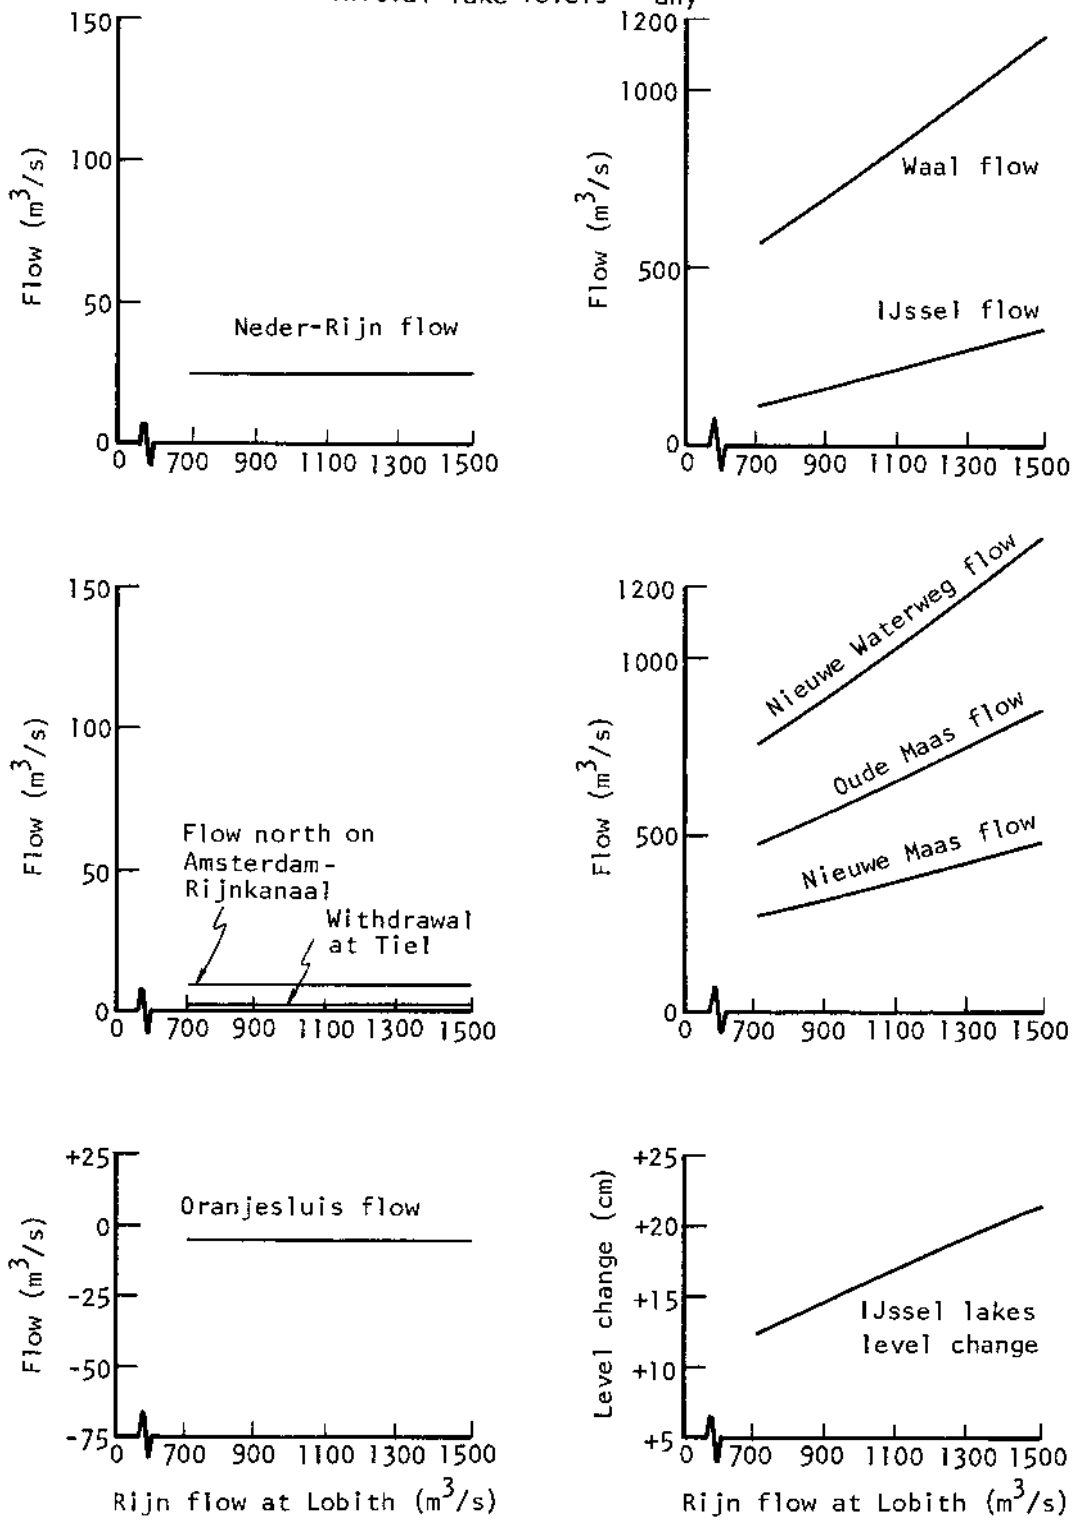 Initial lake levels - any
150
100
50
0
Flow (m³/s)
Neder-Rijn flow
0 700 900 1100 1300 1500
1200
1000
500
0
Flow (m³/s)
Waal flow
IJssel flow
0 700 900 1100 1300 1500
150
100
50
0
Flow (m³/s)
Flow north on
Amsterdam-
Rijnkanaal
Withdrawal
at Tiel
0 700 900 1100 1300 1500
1200
1000
500
0
Flow (m³/s)
Nieuwe Waterweg flow
Oude Maas flow
Nieuwe Maas flow
0 700 900 1100 1300 1500
+25
0
-25
-50
-75
Flow (m³/s)
Oranjesluis flow
0 700 900 1100 1300 1500
Rijn flow at Lobith (m³/s)
+25
+20
+15
+10
+5
Level change (cm)
IJssel lakes
level change
0 700 900 1100 1300 1500
Rijn flow at Lobith (m³/s)